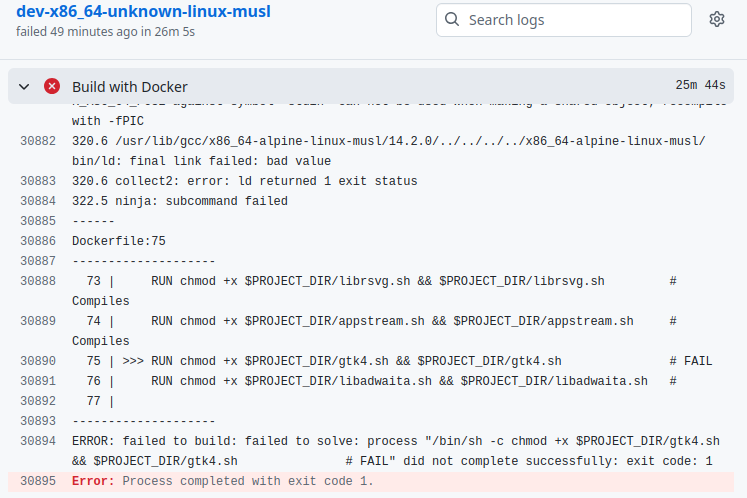 dev-x86_64-unknown-linux-musl
failed 49 minutes ago in 26m 5s
Search logs
Build with Docker 25m 44s
with -fPIC
30882 320.6 /usr/lib/gcc/x86_64-alpine-linux-musl/14.2.0/../../../../x86_64-alpine-linux-musl/
bin/ld: final link failed: bad value
30883 320.6 collect2: error: ld returned 1 exit status
30884 322.5 ninja: subcommand failed
30885 ------
30886 Dockerfile:75
30887 --------------------
30888 73 | RUN chmod +x $PROJECT_DIR/librsvg.sh && $PROJECT_DIR/librsvg.sh #
Compiles
30889 74 | RUN chmod +x $PROJECT_DIR/appstream.sh && $PROJECT_DIR/appstream.sh #
Compiles
30890 75 | >>> RUN chmod +x $PROJECT_DIR/gtk4.sh && $PROJECT_DIR/gtk4.sh # FAIL
30891 76 | RUN chmod +x $PROJECT_DIR/libadwaita.sh && $PROJECT_DIR/libadwaita.sh #
30892 77 |
30893 --------------------
30894 ERROR: failed to build: failed to solve: process "/bin/sh -c chmod +x $PROJECT_DIR/gtk4.sh
&& $PROJECT_DIR/gtk4.sh # FAIL" did not complete successfully: exit code: 1
30895 Error: Process completed with exit code 1.